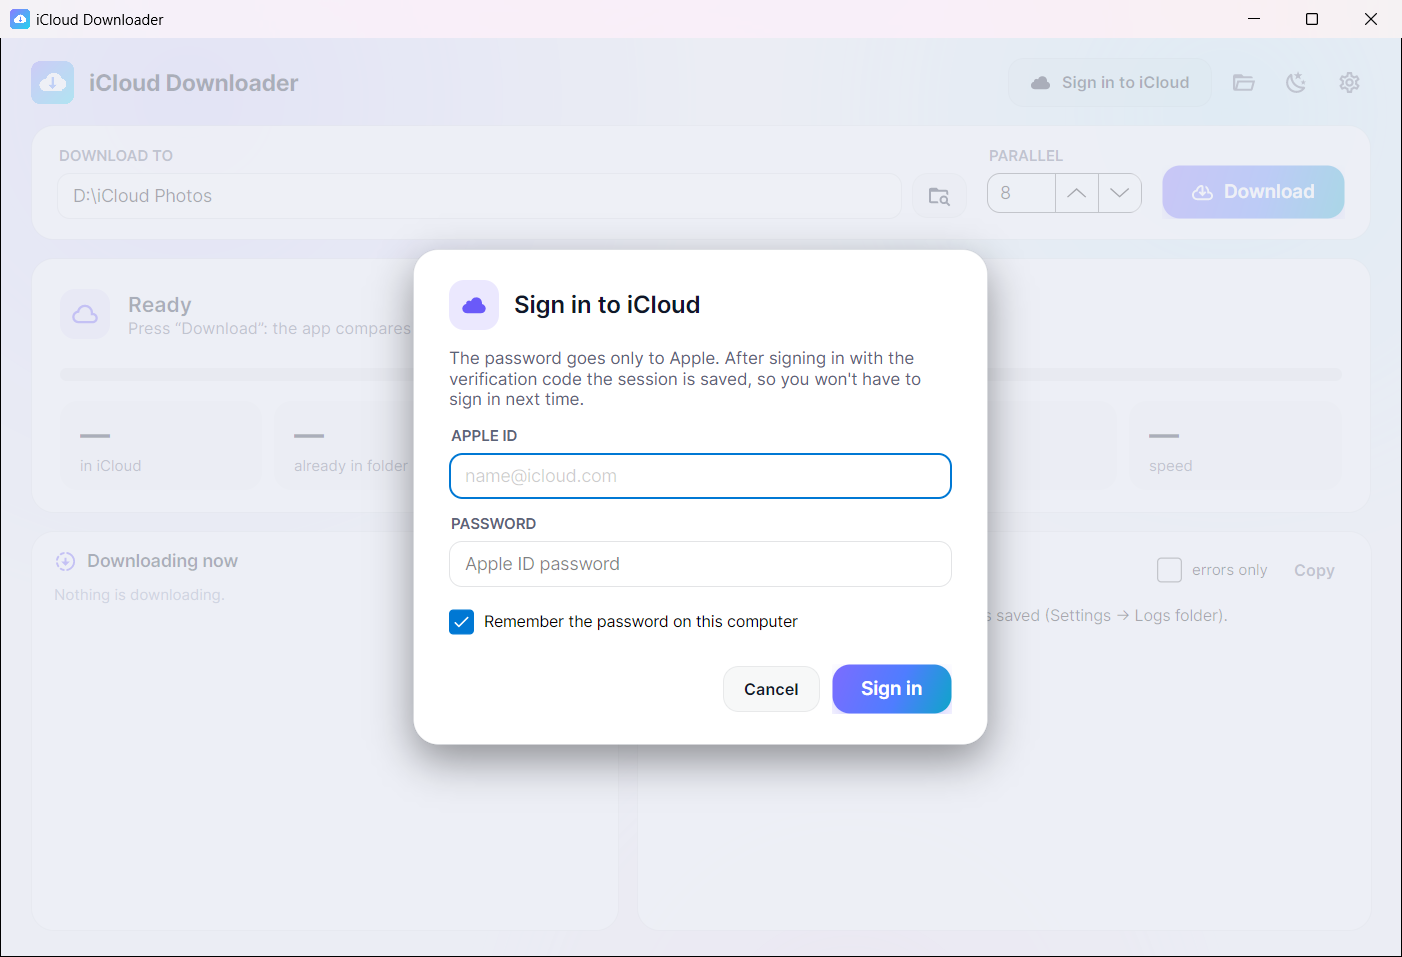 iCloud Downloader
iCloud Downloader
Sign in to iCloud
DOWNLOAD TO
D:\iCloud Photos
PARALLEL
8
Download
Ready
Press “Download”: the app compares
—
in iCloud
—
already in folder
—
speed
Downloading now
Nothing is downloading.
errors only
Copy
saved (Settings → Logs folder).
Sign in to iCloud
The password goes only to Apple. After signing in with the
verification code the session is saved, so you won't have to
sign in next time.
APPLE ID
name@icloud.com
PASSWORD
Apple ID password
Remember the password on this computer
Cancel
Sign in